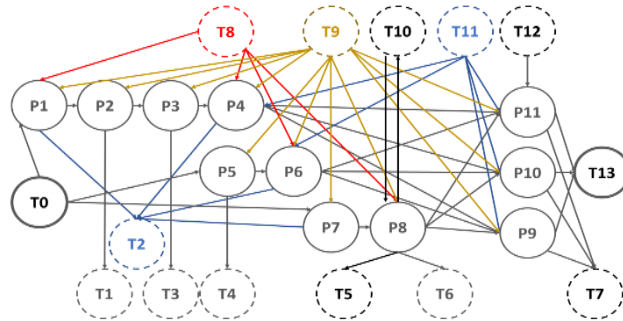 T8 T9 T10 T11 T12
P1 P2 P3 P4 P11
P5 P6 P10 T13
T0
P7 P8 P9
T2
T1 T3 T4 T5 T6 T7